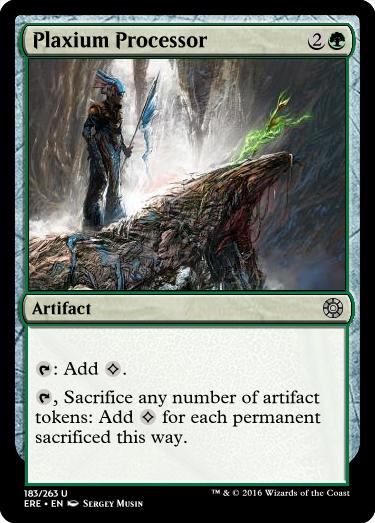 Plaxium Processor 2
Artifact
: Add .
, Sacrifice any number of artifact
tokens: Add for each permanent
sacrificed this way.
183/263 U
ERE • EN Sergey Musin
™ & © 2016 Wizards of the Coast